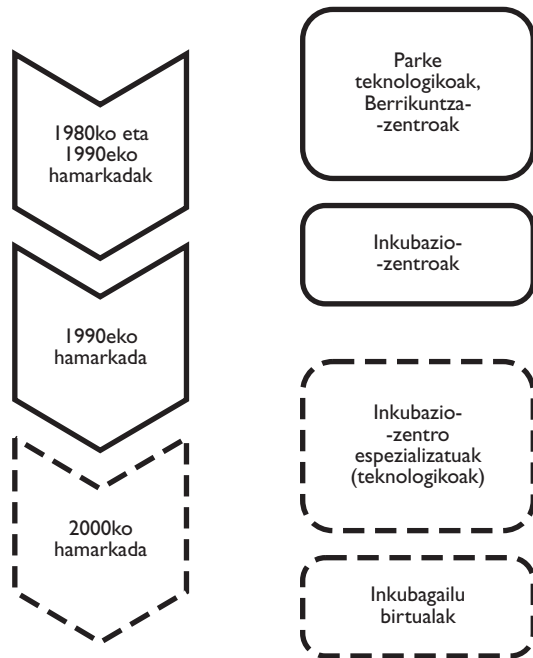 1980ko eta
1990eko
hamarkadak
Parke
teknologikoak,
Berrikuntza-
-zentroak
Inkubazio-
-zentroak
1990eko
hamarkada
Inkubazio-
-zentro
espezializatuak
(teknologikoak)
2000ko
hamarkada
Inkubagailu
birtualak